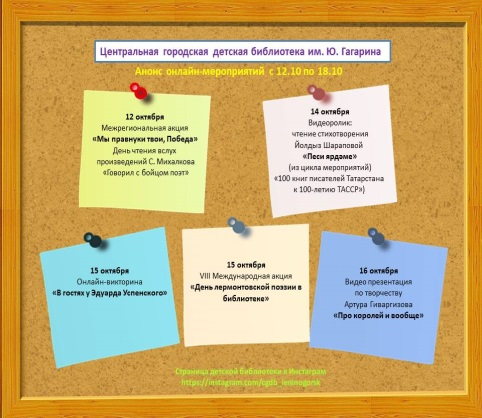 Центральная городская детская библиотека им. Ю. Гагарина
Анонс онлайн-мероприятий с 12.10 по 18.10
12 октября
Межрегиональная акция
«Мы правнуки твои, Победа»
День чтения вслух
произведений С. Михалкова
«Говорил с бойцом поэт»
14 октября
Видеоролик:
чтение стихотворения
Йолдыз Шараповой
«Песи ярдәме»
(из цикла мероприятий)
«100 книг писателей Татарстана
к 100-летию ТАССР»)
15 октября
Онлайн-викторина
«В гостях у Эдуарда Успенского»
15 октября
VIII Международная акция
«День лермонтовской поэзии в
библиотеке»
16 октября
Видео презентация
по творчеству
Артура Гиваргизова
«Про королей и вообще»
Страница детской библиотеки в Инстаграм